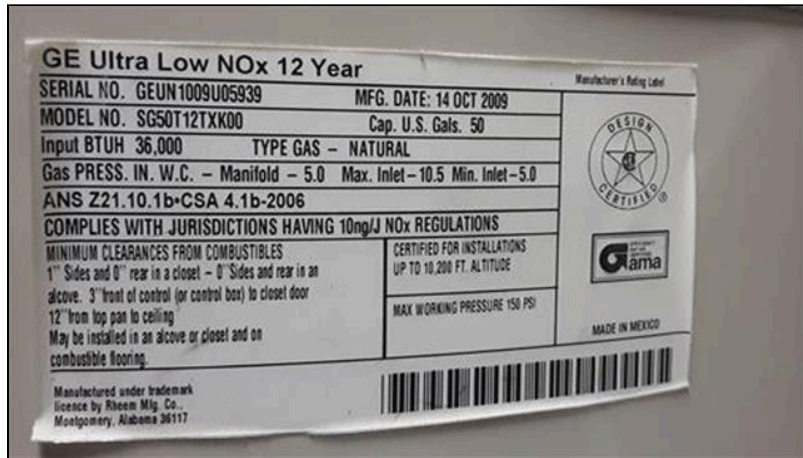 GE Ultra Low NOx 12 Year
Manufacturer's Rating Label
SERIAL NO. GEUN1009U05939 MFG. DATE: 14 OCT 2009
MODEL NO. SG50T12TXK00 Cap. U.S. Gals. 50
Input BTUH 36,000 TYPE GAS – NATURAL
Gas PRESS. IN. W.C. – Manifold – 5.0 Max. Inlet–10.5 Min. Inlet–5.0
ANS Z21.10.1b•CSA 4.1b-2006
COMPLIES WITH JURISDICTIONS HAVING 10ng/J NOx REGULATIONS
MINIMUM CLEARANCES FROM COMBUSTIBLES
1" Sides and 0" rear in a closet – 0" Sides and rear in an
alcove. 3" front of control (or control box) to closet door
12" from top pan to ceiling
May be installed in an alcove or closet and on
combustible flooring.
CERTIFIED FOR INSTALLATIONS
UP TO 10,200 FT. ALTITUDE
MAX WORKING PRESSURE 150 PSI
DESIGN
CERTIFIED
Gama
MADE IN MEXICO
Manufactured under trademark
licence by Rheem Mfg. Co.,
Montgomery, Alabama 36117